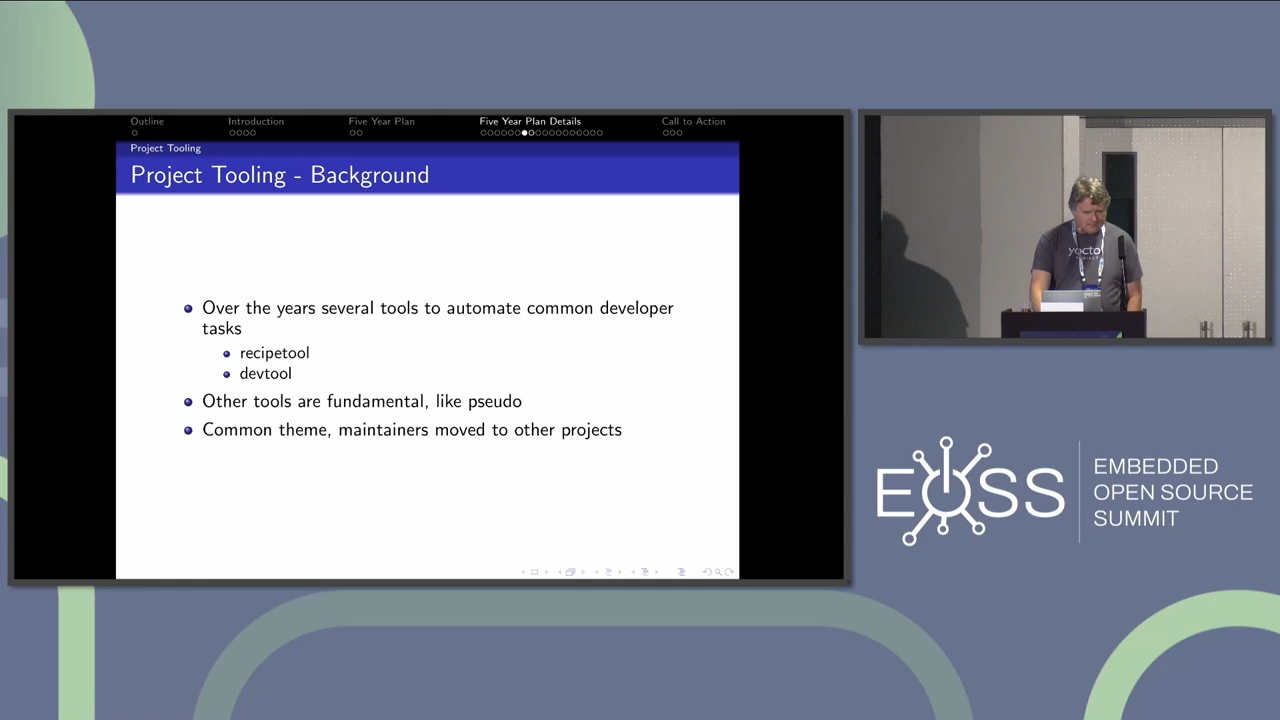 Outline
Introduction
Five Year Plan
Five Year Plan Details
Call to Action
Project Tooling
Project Tooling - Background
Over the years several tools to automate common developer
tasks
recipetool
devtool
Other tools are fundamental, like pseudo
Common theme, maintainers moved to other projects
yocto
EOSS
EMBEDDED
OPEN SOURCE
SUMMIT